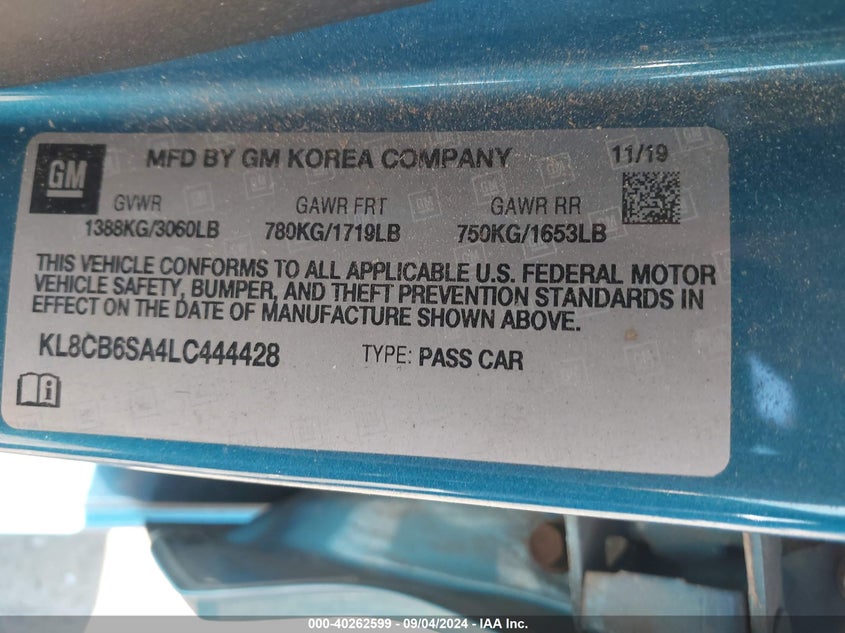 GM MFD BY GM KOREA COMPANY 11/19
GVWR GAWR FRT GAWR RR
1388KG/3060LB 780KG/1719LB 750KG/1653LB
THIS VEHICLE CONFORMS TO ALL APPLICABLE U.S. FEDERAL MOTOR
VEHICLE SAFETY, BUMPER, AND THEFT PREVENTION STANDARDS IN
EFFECT ON THE DATE OF MANUFACTURE SHOWN ABOVE.
KL8CB6SA4LC444428 TYPE: PASS CAR
000-40262599 - 09/04/2024 - IAA Inc.